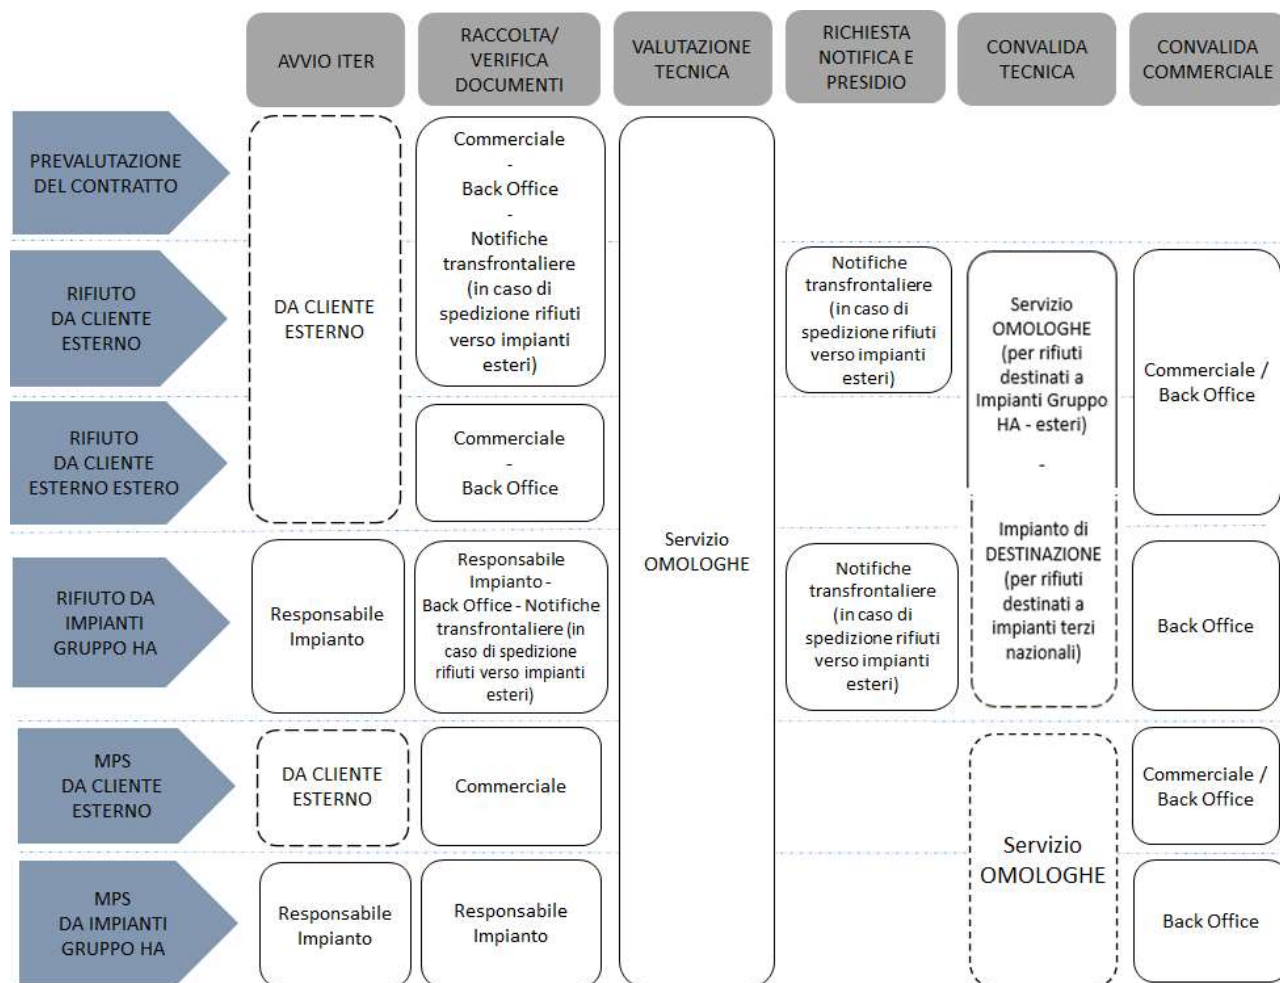 AVVIO ITER
RACCOLTA/
VERIFICA
DOCUMENTI
VALUTAZIONE
TECNICA
RICHIESTA
NOTIFICA E
PRESIDIO
CONVALIDA
TECNICA
CONVALIDA
COMMERCIALE
PREVALUTAZIONE
DEL CONTRATTO
RIFIUTO
DA CLIENTE
ESTERNO
RIFIUTO
DA CLIENTE
ESTERNO ESTERO
RIFIUTO DA
IMPIANTI
GRUPPO HA
MPS
DA CLIENTE
ESTERNO
MPS
DA IMPIANTI
GRUPPO HA
DA CLIENTE
ESTERNO
Responsabile
Impianto
DA CLIENTE
ESTERNO
Responsabile
Impianto
Commerciale
-
Back Office
-
Notifiche
transfrontaliere
(in caso di
spedizione rifiuti
verso impianti
esteri)
Commerciale
-
Back Office
Responsabile
Impianto -
Back Office - Notifiche
transfrontaliere (in
caso di spedizione
rifiuti verso impianti
esteri)
Commerciale
Responsabile
Impianto
Servizio
OMOLOGHE
Notifiche
transfrontaliere
(in caso di
spedizione rifiuti
verso impianti
esteri)
Notifiche
transfrontaliere
(in caso di
spedizione rifiuti
verso impianti
esteri)
Servizio
OMOLOGHE
(per rifiuti
destinati a
Impianti Gruppo
HA - esteri)
-
Impianto di
DESTINAZIONE
(per rifiuti
destinati a
impianti terzi
nazionali)
Servizio
OMOLOGHE
Commerciale /
Back Office
Back Office
Commerciale /
Back Office
Back Office